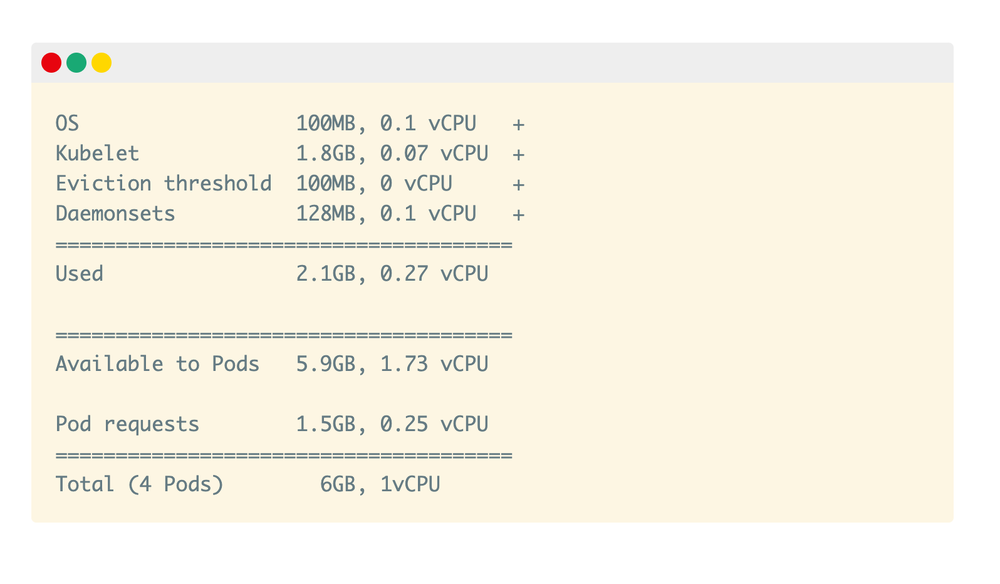 OS 100MB, 0.1 vCPU +
Kubelet 1.8GB, 0.07 vCPU +
Eviction threshold 100MB, 0 vCPU +
Daemonsets 128MB, 0.1 vCPU +
======================================
Used 2.1GB, 0.27 vCPU
======================================
Available to Pods 5.9GB, 1.73 vCPU
Pod requests 1.5GB, 0.25 vCPU
======================================
Total (4 Pods) 6GB, 1vCPU